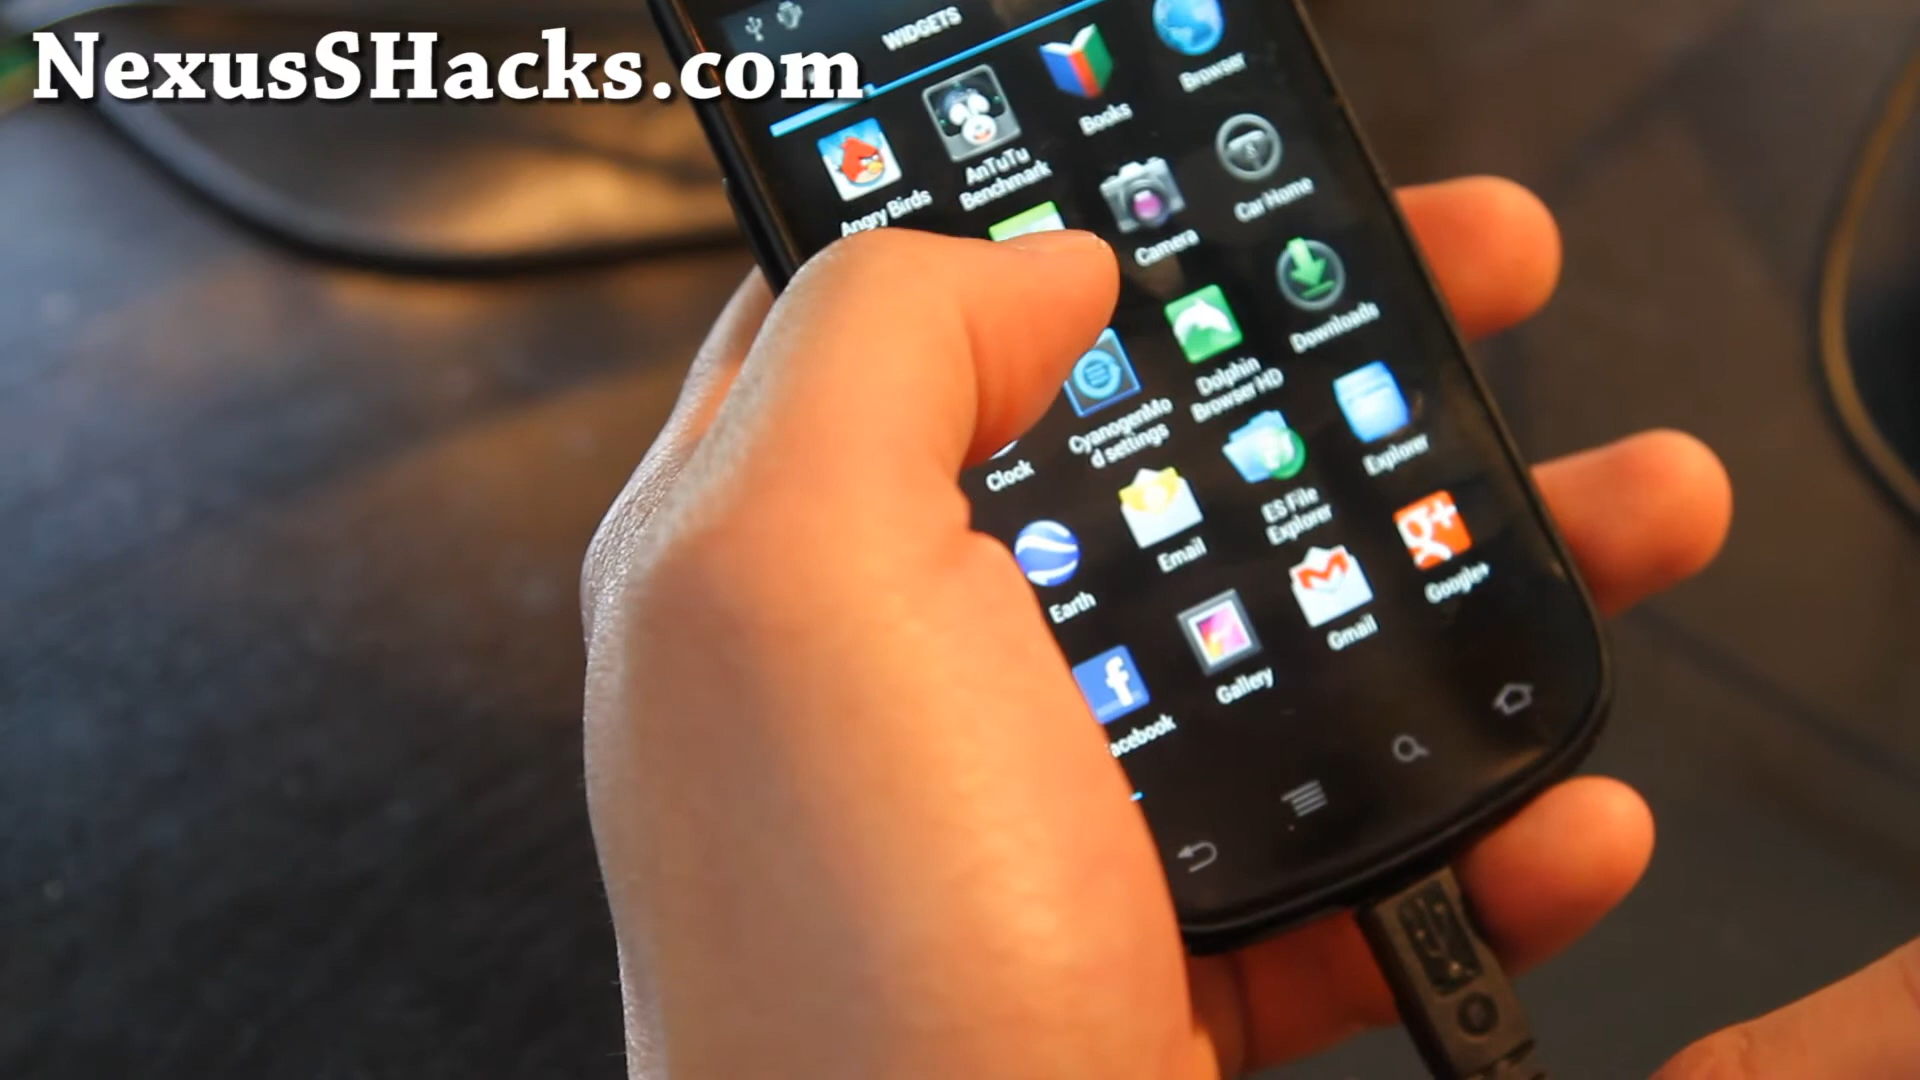 NexusSHacks.com
WIDGETS
Angry Birds
AnTuTu
Benchmark
Books
Browser
Camera
Car Home
Clock
CyanogenMo
d settings
Dolphin
Browser HD
Downloads
Earth
Email
ES File
Explorer
Explorer
acebook
Gallery
Gmail
Google+